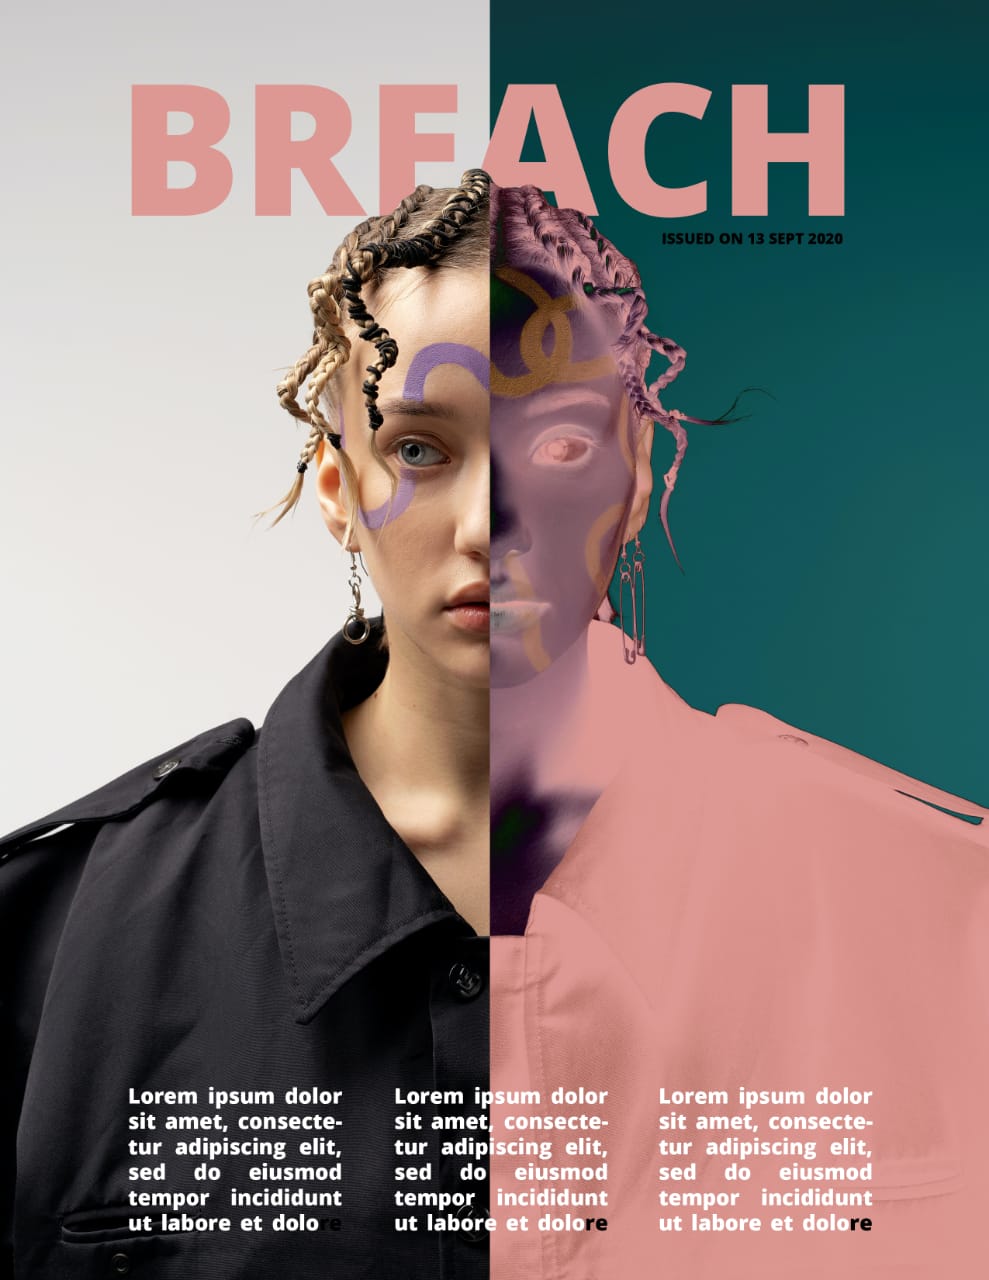 BREACH
ISSUED ON 13 SEPT 2020
Lorem ipsum dolor
sit amet, consecte-
tur adipiscing elit,
sed do eiusmod
tempor incididunt
ut labore et dolore
Lorem ipsum dolor
sit amet, consecte-
tur adipiscing elit,
sed do eiusmod
tempor incididunt
ut labore et dolore
Lorem ipsum dolor
sit amet, consecte-
tur adipiscing elit,
sed do eiusmod
tempor incididunt
ut labore et dolore